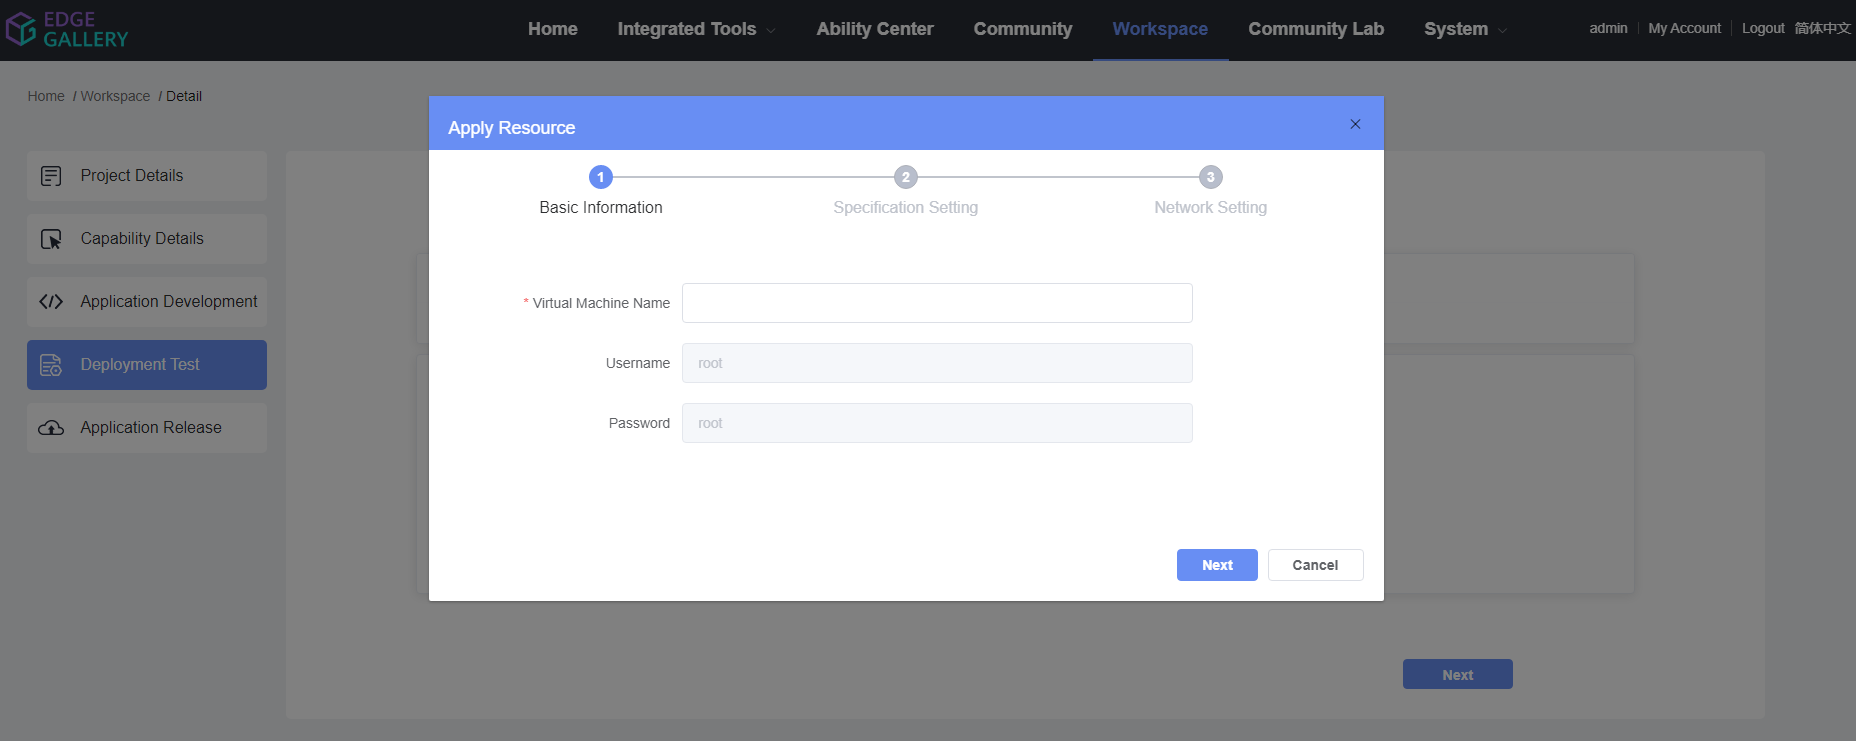 EDGE
GALLERY
Home Integrated Tools Ability Center Community Workspace Community Lab System admin My Account Logout 简体中文
Home / Workspace / Detail
Project Details
Capability Details
Application Development
Deployment Test
Application Release
Apply Resource
1 2 3
Basic Information Specification Setting Network Setting
* Virtual Machine Name
Username root
Password root
Next Cancel
Next